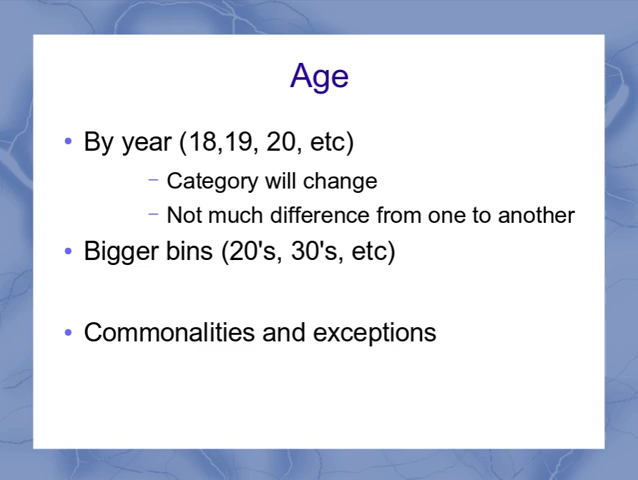 Age
• By year (18,19, 20, etc)
– Category will change
– Not much difference from one to another
• Bigger bins (20's, 30's, etc)
• Commonalities and exceptions